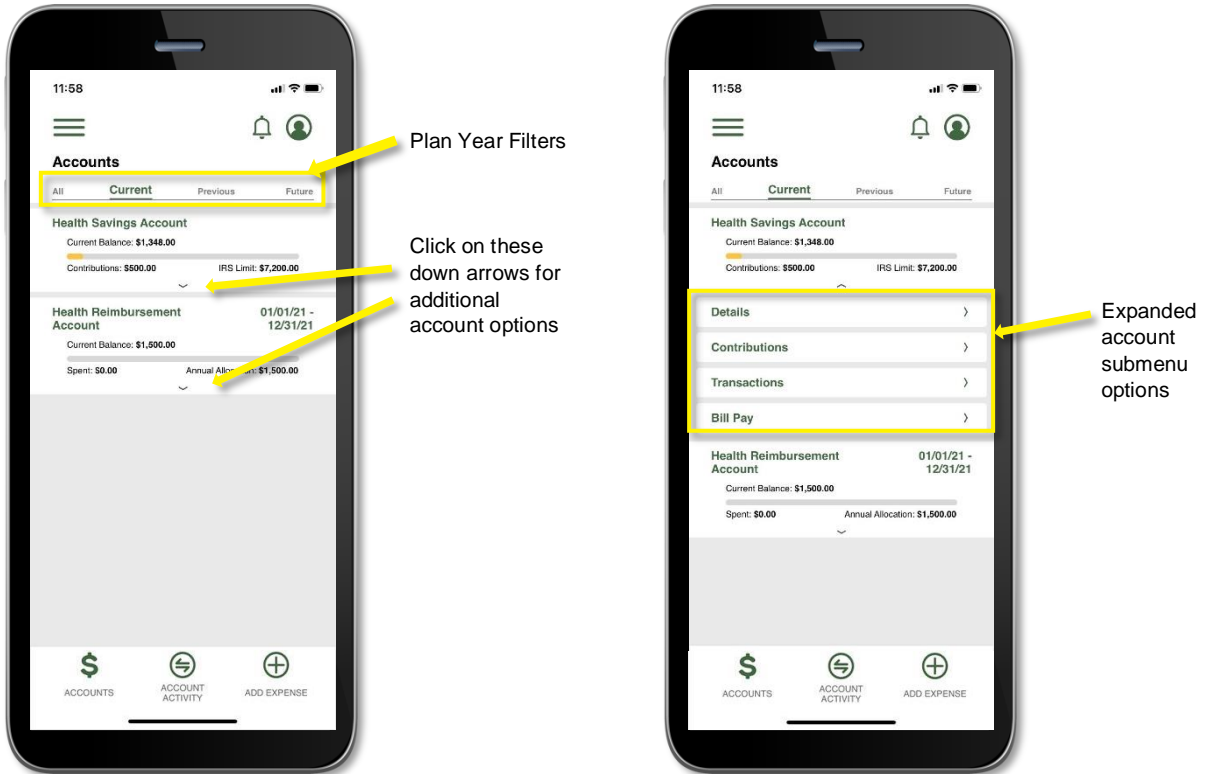 11:58
Accounts
All Current Previous Future
Health Savings Account
Current Balance: $1,348.00
Contributions: $500.00 IRS Limit: $7,200.00
Health Reimbursement 01/01/21 -
Account 12/31/21
Current Balance: $1,500.00
Spent: $0.00 Annual Allocation: $1,500.00
ACCOUNTS
ACCOUNT
ACTIVITY
ADD EXPENSE
Plan Year Filters
Click on these
down arrows for
additional
account options
11:58
Accounts
All Current Previous Future
Health Savings Account
Current Balance: $1,348.00
Contributions: $500.00 IRS Limit: $7,200.00
Details
Contributions
Transactions
Bill Pay
Health Reimbursement 01/01/21 -
Account 12/31/21
Current Balance: $1,500.00
Spent: $0.00 Annual Allocation: $1,500.00
ACCOUNTS
ACCOUNT
ACTIVITY
ADD EXPENSE
Expanded
account
submenu
options